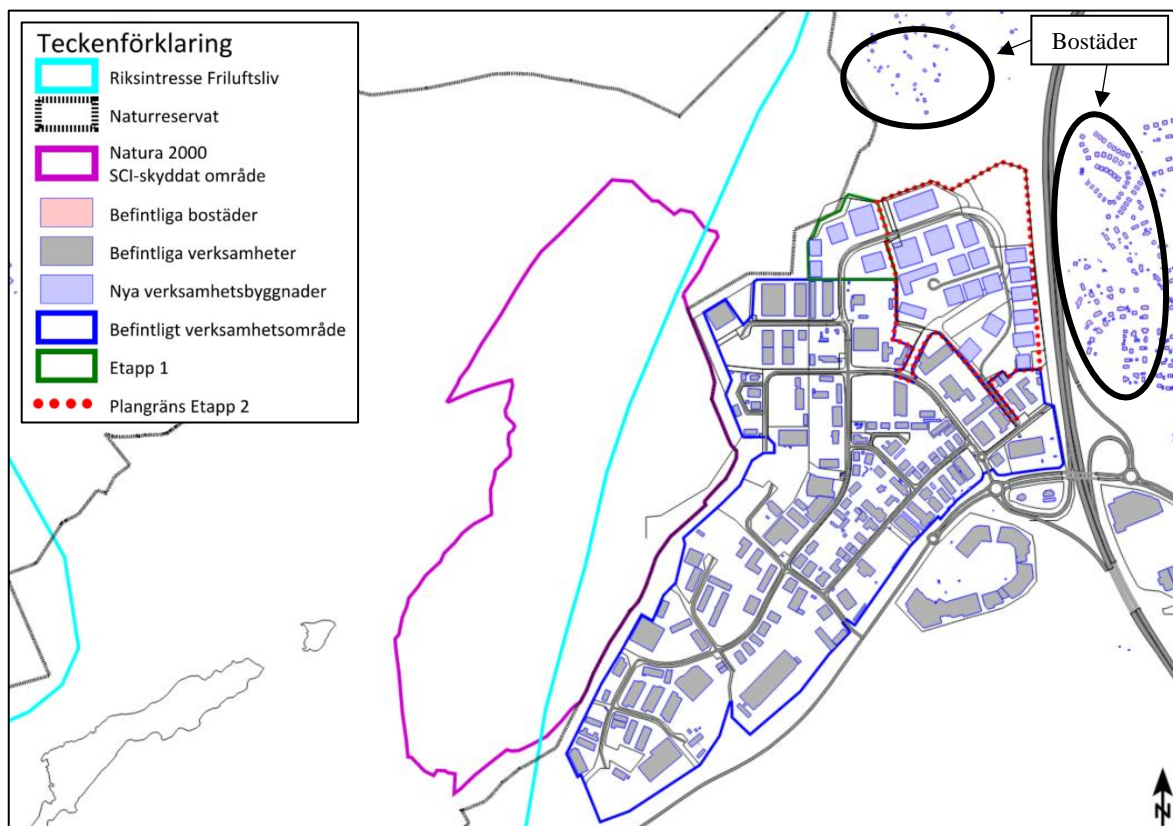 Teckenförklaring
Riksintresse Friluftsliv
Naturreservat
Natura 2000
SCI-skyddat område
Befintliga bostäder
Befintliga verksamheter
Nya verksamhetsbyggnader
Befintligt verksamhetsområde
Etapp 1
Plangräns Etapp 2
Bostäder
N